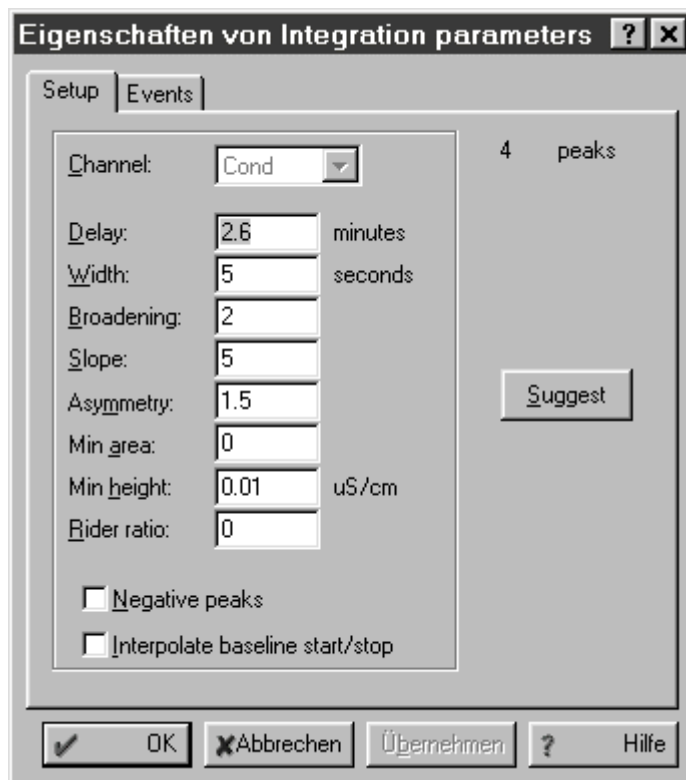 Eigenschaften von Integration parameters ?
Setup Events
Channel: Cond 4 peaks
Delay: 2.6 minutes
Width: 5 seconds
Broadening: 2
Slope: 5
Suggest
Asymmetry: 1.5
Min area: 0
Min height: 0.01 uS/cm
Rider ratio: 0
Negative peaks
Interpolate baseline start/stop
OK Abbrechen Übernehmen ? Hilfe